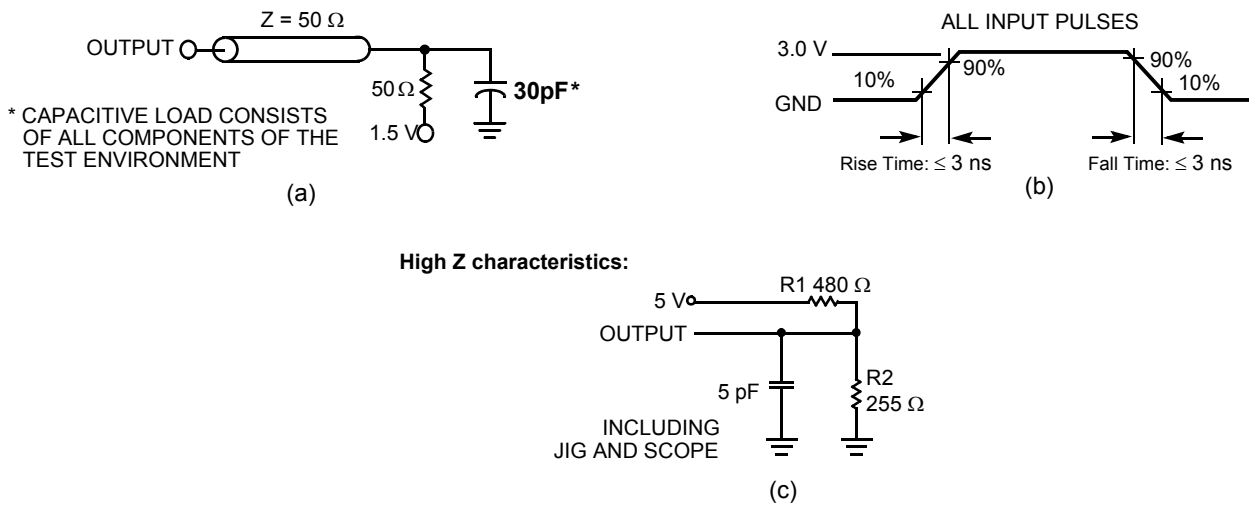 Z = 50 Ω
OUTPUT
50 Ω
30pF*
1.5 V
* CAPACITIVE LOAD CONSISTS
OF ALL COMPONENTS OF THE
TEST ENVIRONMENT
(a)
ALL INPUT PULSES
3.0 V
90%
90%
10%
10%
GND
Rise Time: ≤ 3 ns
Fall Time: ≤ 3 ns
(b)
High Z characteristics:
R1 480 Ω
5 V
OUTPUT
5 pF
R2
255 Ω
INCLUDING
JIG AND SCOPE
(c)